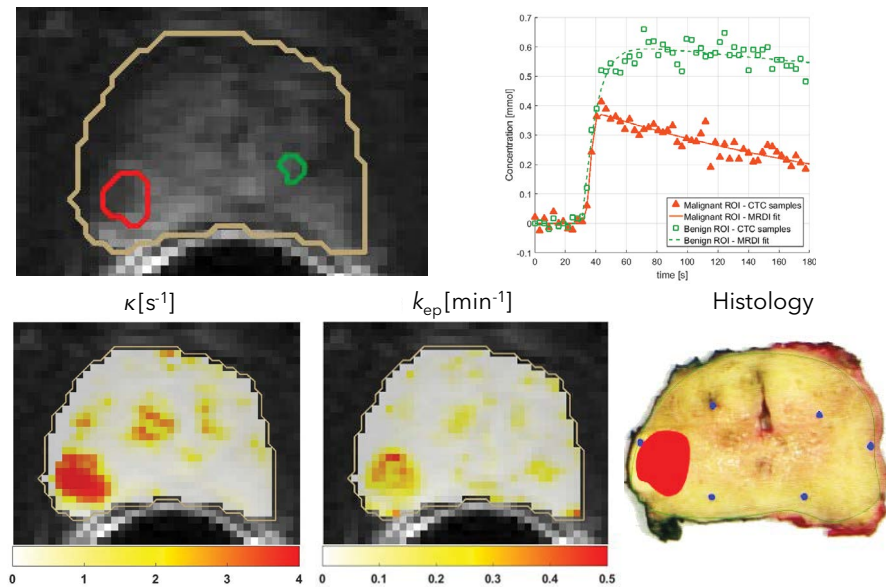 0.8
0.7
0.6
0.5
0.4
0.3
0.2
0.1
0
-0.1
Concentration [mmol]
Malignant ROI - CTC samples
Malignant ROI - MRDI fit
Benign ROI - CTC samples
Benign ROI - MRDI fit
0 20 40 60 80 100 120 140 160 180
time [s]
κ[s-1]
kep[min-1]
Histology
0 1 2 3 4
0 0.1 0.2 0.3 0.4 0.5